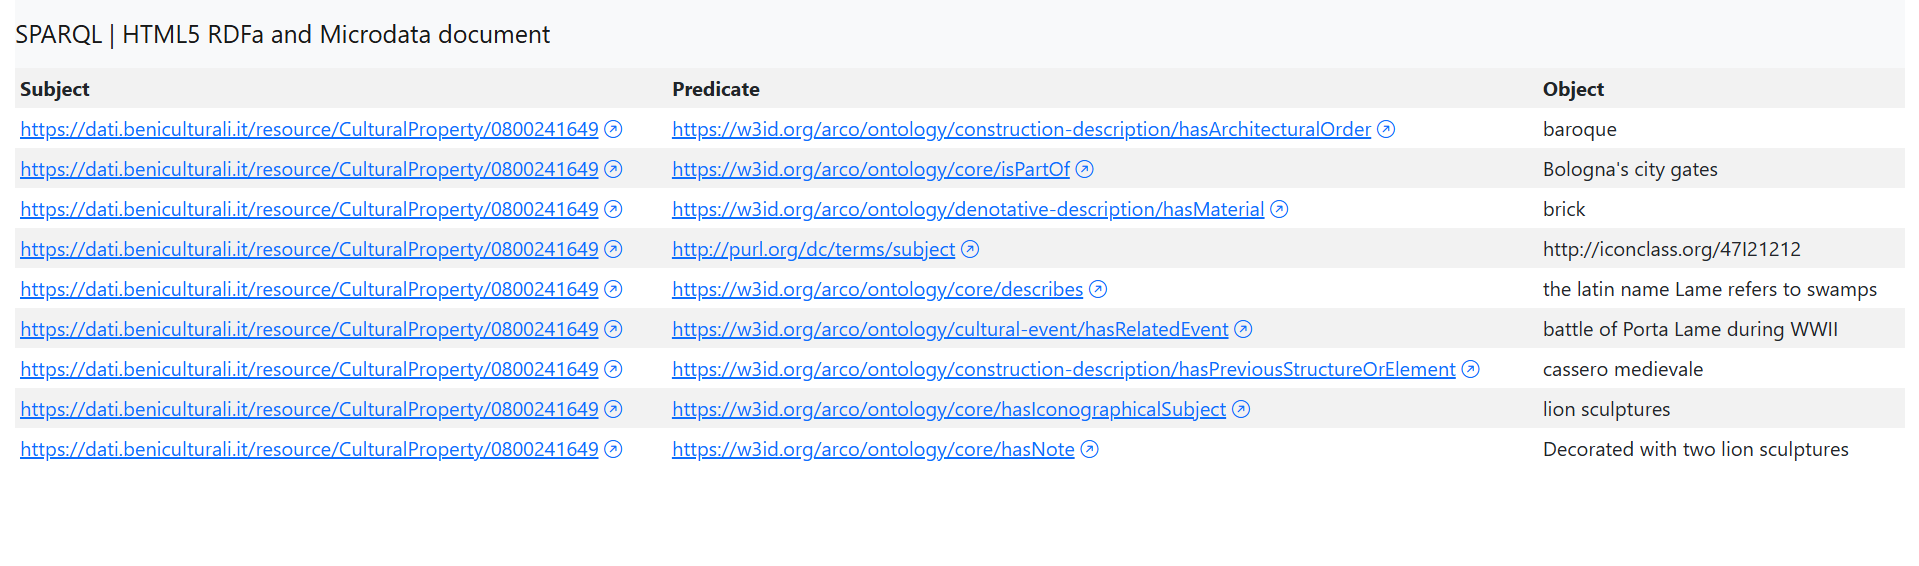 SPARQL | HTML5 RDFa and Microdata document
Subject Predicate Object
https://dati.beniculturali.it/resource/CulturalProperty/0800241649 https://w3id.org/arco/ontology/construction-description/hasArchitecturalOrder baroque
https://dati.beniculturali.it/resource/CulturalProperty/0800241649 https://w3id.org/arco/ontology/core/isPartOf Bologna's city gates
https://dati.beniculturali.it/resource/CulturalProperty/0800241649 https://w3id.org/arco/ontology/denotative-description/hasMaterial brick
https://dati.beniculturali.it/resource/CulturalProperty/0800241649 http://purl.org/dc/terms/subject http://iconclass.org/47I21212
https://dati.beniculturali.it/resource/CulturalProperty/0800241649 https://w3id.org/arco/ontology/core/describes the latin name Lame refers to swamps
https://dati.beniculturali.it/resource/CulturalProperty/0800241649 https://w3id.org/arco/ontology/cultural-event/hasRelatedEvent battle of Porta Lame during WWII
https://dati.beniculturali.it/resource/CulturalProperty/0800241649 https://w3id.org/arco/ontology/construction-description/hasPreviousStructureOrElement cassero medievale
https://dati.beniculturali.it/resource/CulturalProperty/0800241649 https://w3id.org/arco/ontology/core/hasIconographicalSubject lion sculptures
https://dati.beniculturali.it/resource/CulturalProperty/0800241649 https://w3id.org/arco/ontology/core/hasNote Decorated with two lion sculptures